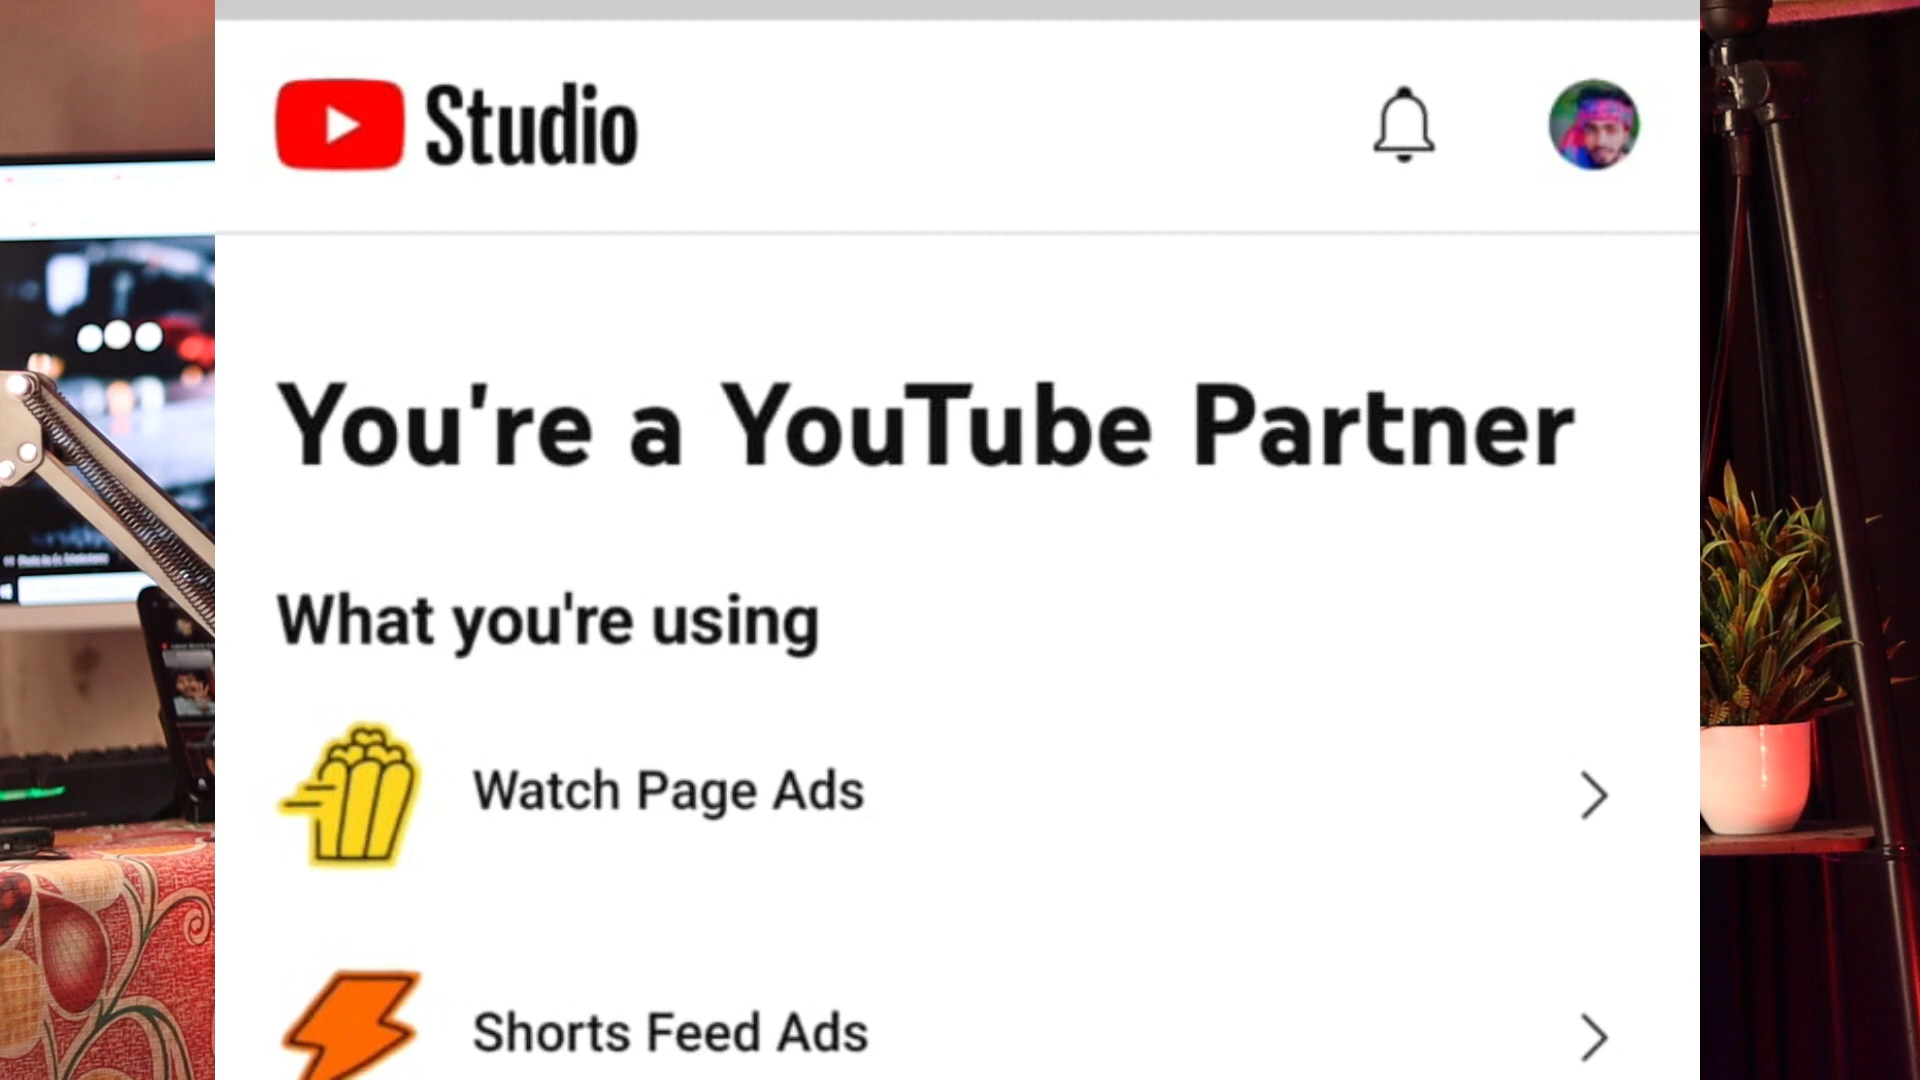 Studio
You're a YouTube Partner
What you're using
Watch Page Ads
Shorts Feed Ads